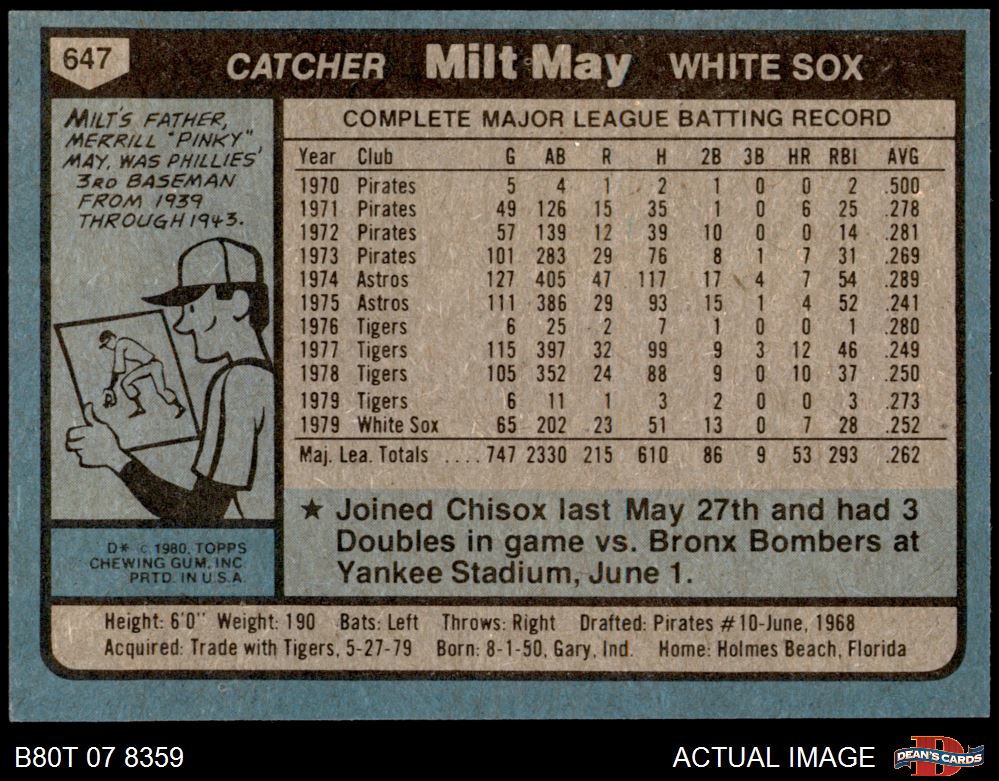 647
CATCHER Milt May WHITE SOX
MILT'S FATHER,
MERRILL "PINKY"
MAY, WAS PHILLIES'
3RD BASEMAN
FROM 1939
THROUGH 1943.
COMPLETE MAJOR LEAGUE BATTING RECORD
Year Club G AB R H 2B 3B HR RBI AVG
1970 Pirates 5 4 1 2 1 0 0 2 .500
1971 Pirates 49 126 15 35 1 0 6 25 .278
1972 Pirates 57 139 12 39 10 0 0 14 .281
1973 Pirates 101 283 29 76 8 1 7 31 .269
1974 Astros 127 405 47 117 17 4 7 54 .289
1975 Astros 111 386 29 93 15 1 4 52 .241
1976 Tigers 6 25 2 7 1 0 0 1 .280
1977 Tigers 115 397 32 99 9 3 12 46 .249
1978 Tigers 105 352 24 88 9 0 10 37 .250
1979 Tigers 6 11 1 3 2 0 0 3 .273
1979 White Sox 65 202 23 51 13 0 7 28 .252
Maj. Lea. Totals .... 747 2330 215 610 86 9 53 293 .262
★ Joined Chisox last May 27th and had 3
Doubles in game vs. Bronx Bombers at
Yankee Stadium, June 1.
D* © 1980, TOPPS
CHEWING GUM, INC
PRTD. IN U.S.A.
Height: 6'0" Weight: 190 Bats: Left Throws: Right Drafted: Pirates #10-June, 1968
Acquired: Trade with Tigers, 5-27-79 Born: 8-1-50, Gary, Ind. Home: Holmes Beach, Florida
B80T 07 8359
ACTUAL IMAGE
DEAN'S CARDS